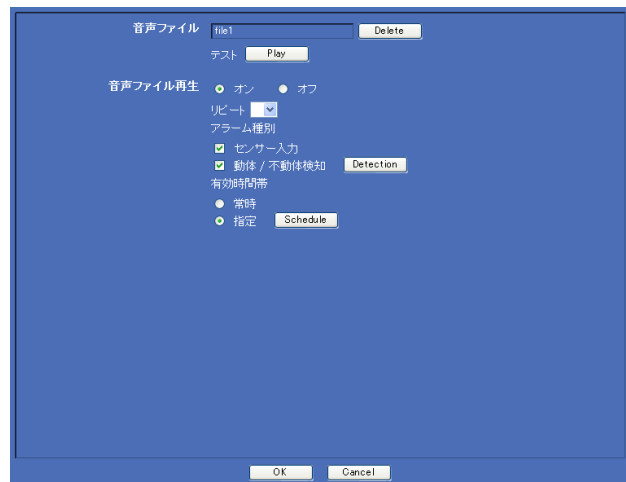 音声ファイル file1 Delete
テスト Play
音声ファイル再生 オン オフ
リピート
アラーム種別
センサー入力
動体 / 不動体検知 Detection
有効時間帯
常時
指定 Schedule
OK Cancel